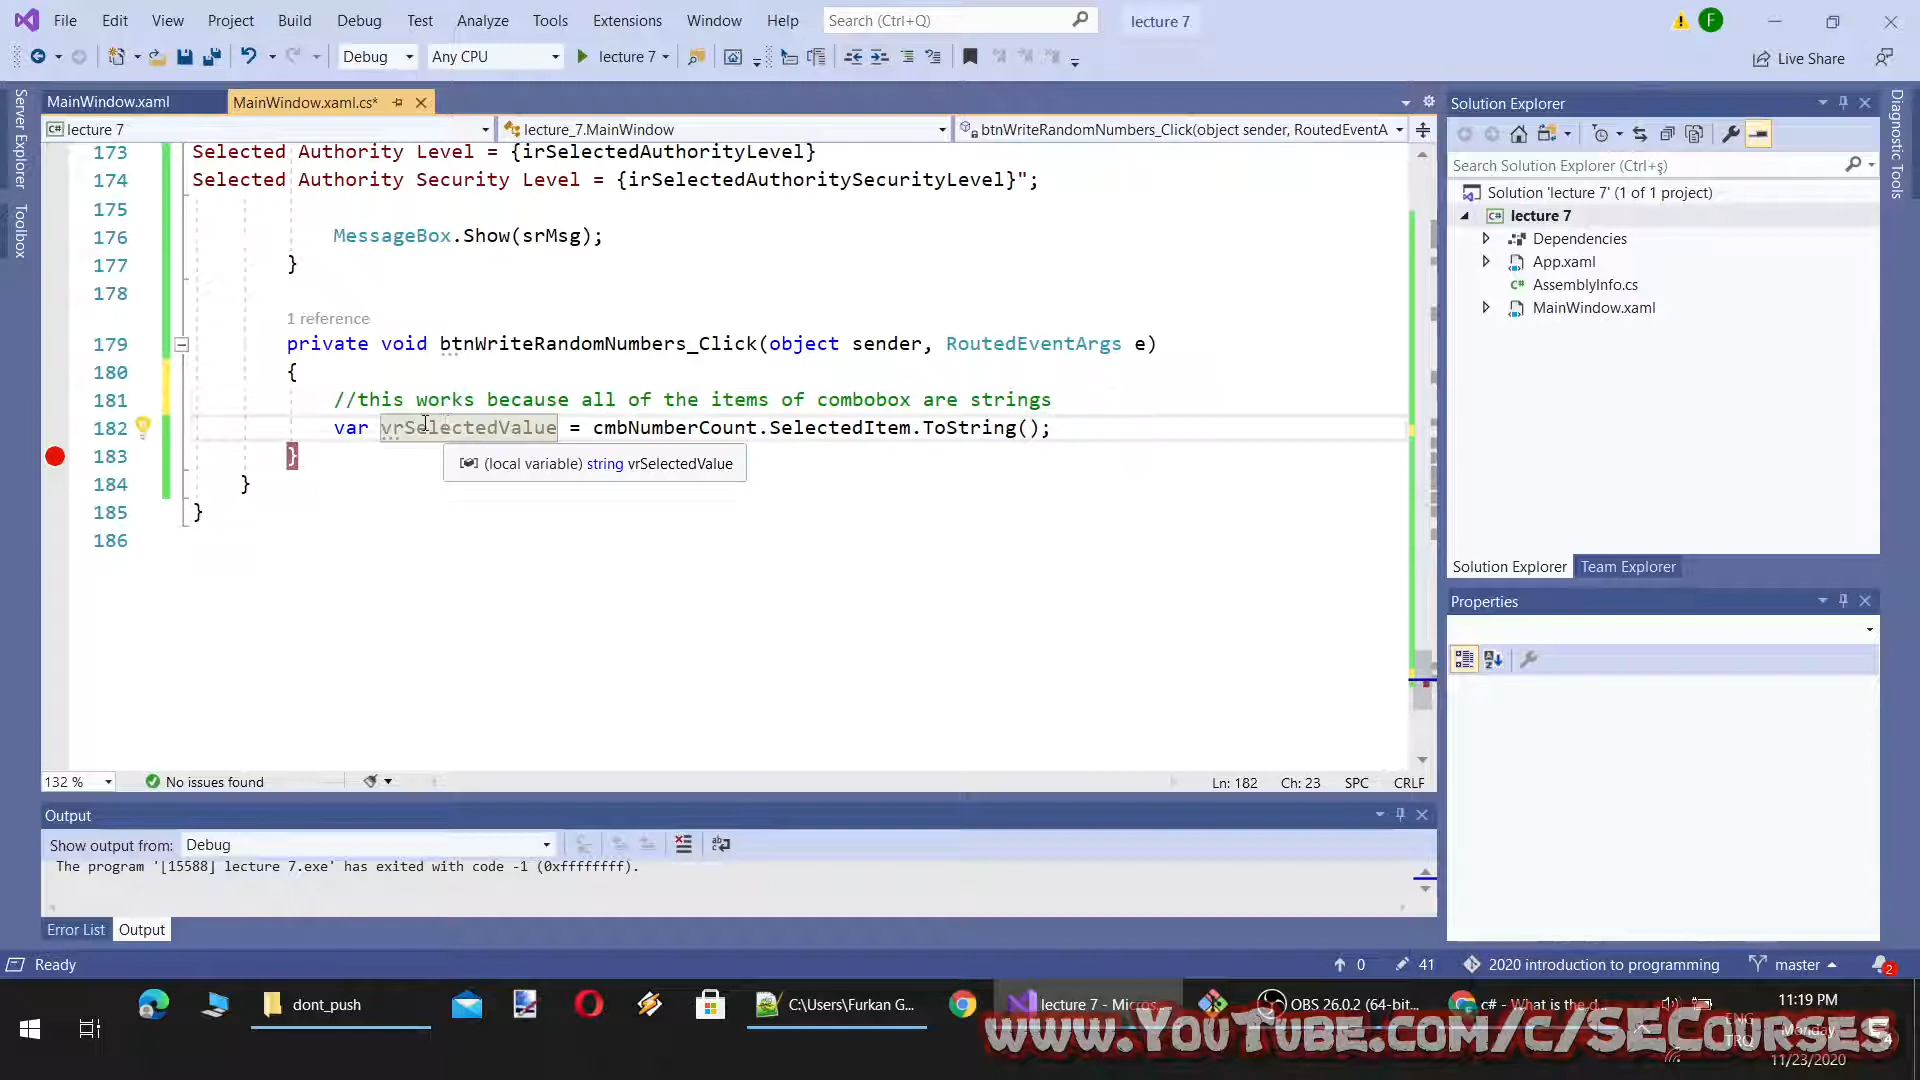 File Edit View Project Build Debug Test Analyze Tools Extensions Window Help Search (Ctrl+Q) lecture 7 F
Debug Any CPU lecture 7 Live Share
Server Explorer
Toolbox
MainWindow.xaml MainWindow.xaml.cs*
lecture 7 lecture_7.MainWindow btnWriteRandomNumbers_Click(object sender, RoutedEventA
173 Selected Authority Level = {irSelectedAuthorityLevel}
174 Selected Authority Security Level = {irSelectedAuthoritySecurityLevel}";
175
176 MessageBox.Show(srMsg);
177 }
178
1 reference
179 private void btnWriteRandomNumbers_Click(object sender, RoutedEventArgs e)
180 {
181 //this works because all of the items of combobox are strings
182 var vrSelectedValue = cmbNumberCount.SelectedItem.ToString();
183 }
(local variable) string vrSelectedValue
184 }
185 }
186
132 % No issues found Ln: 182 Ch: 23 SPC CRLF
Output
Show output from: Debug
The program '[15588] lecture 7.exe' has exited with code -1 (0xffffffff).
Error List Output
Solution Explorer
Search Solution Explorer (Ctrl+ş)
Solution 'lecture 7' (1 of 1 project)
lecture 7
Dependencies
App.xaml
AssemblyInfo.cs
MainWindow.xaml
Solution Explorer Team Explorer
Properties
Diagnostic Tools
Ready 0 41 2020 introduction to programming master 2
dont_push C:\Users\Furkan G... lecture 7 - Micros... OBS 26.0.2 (64-bit... c# - What is the d... 11:19 PM
ENG Monday
TRQ 11/23/2020
www.YouTube.com/c/SECourses